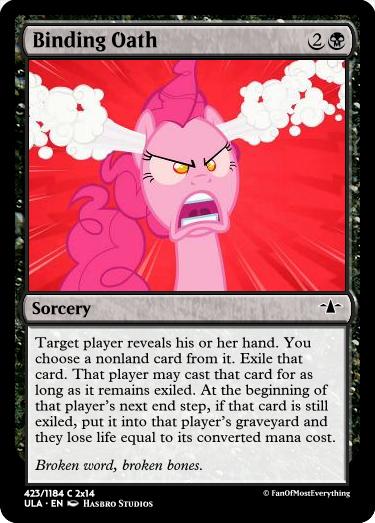 Binding Oath 2
Sorcery
Target player reveals his or her hand. You
choose a nonland card from it. Exile that
card. That player may cast that card for as
long as it remains exiled. At the beginning
of that player's next end step, if that card is still
exiled, put it into that player's graveyard and
they lose life equal to its converted mana cost.
Broken word, broken bones.
423/1184 C 2x14
ULA • EN Hasbro Studios © FanOfMostEverything